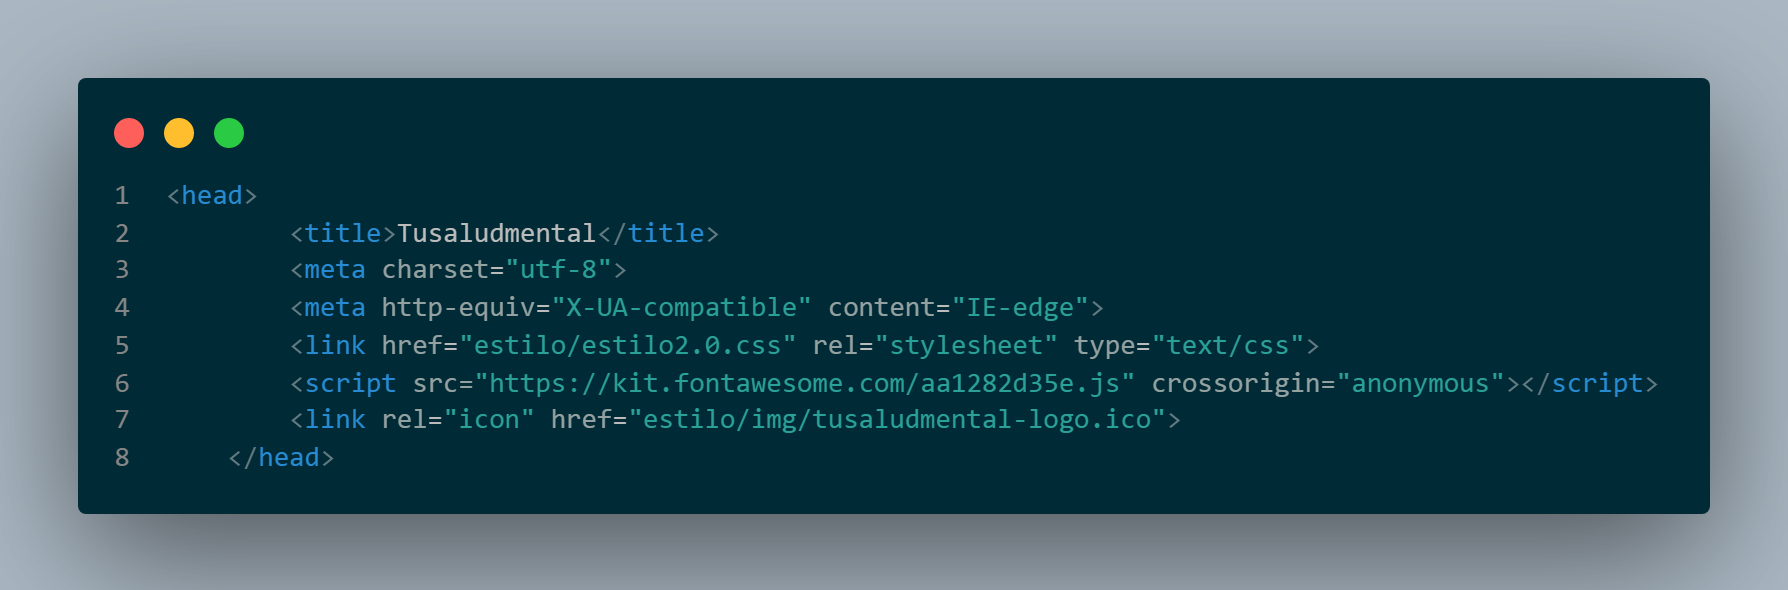 1 <head>
2 <title>Tusaludmental</title>
3 <meta charset="utf-8">
4 <meta http-equiv="X-UA-compatible" content="IE-edge">
5 <link href="estilo/estilo2.0.css" rel="stylesheet" type="text/css">
6 <script src="https://kit.fontawesome.com/aa1282d35e.js" crossorigin="anonymous"></script>
7 <link rel="icon" href="estilo/img/tusaludmental-logo.ico">
8 </head>